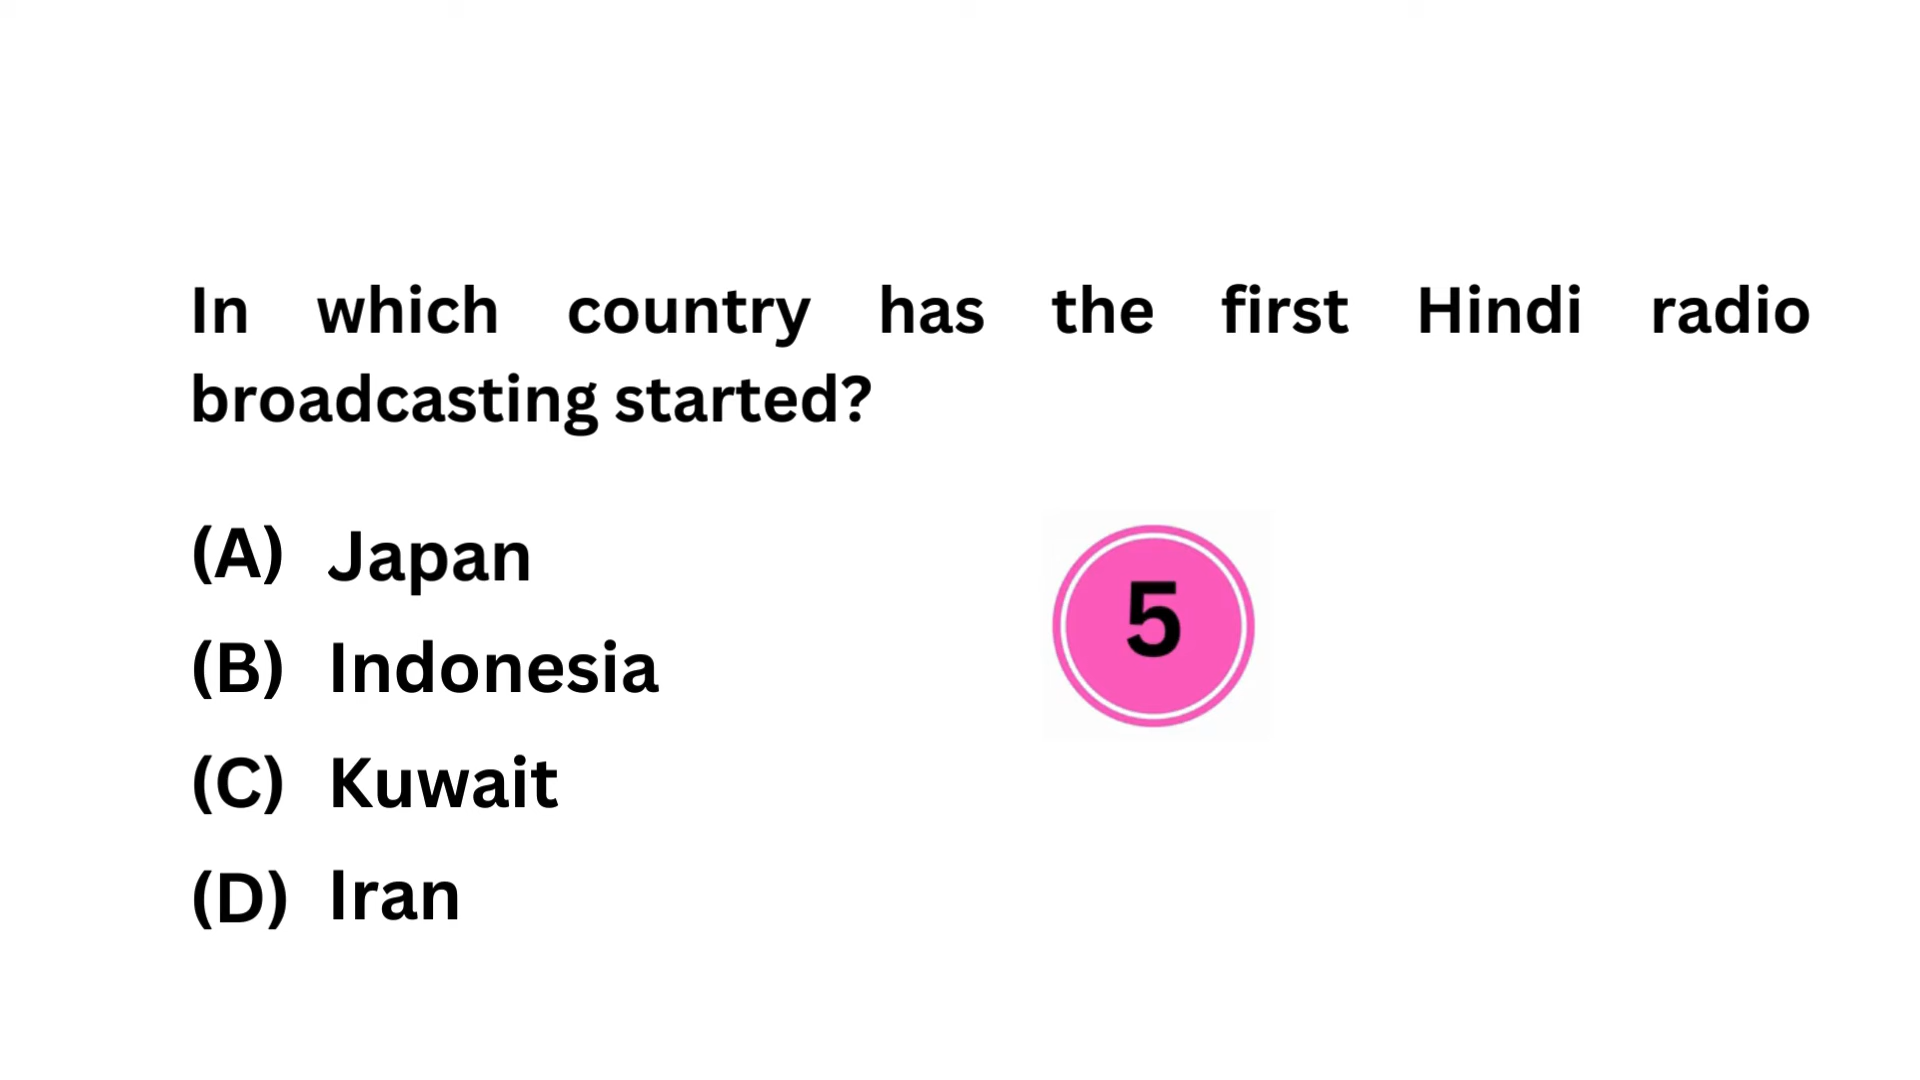 In which country has the first Hindi radio
broadcasting started?
(A) Japan
5
(B) Indonesia
(C) Kuwait
(D) Iran